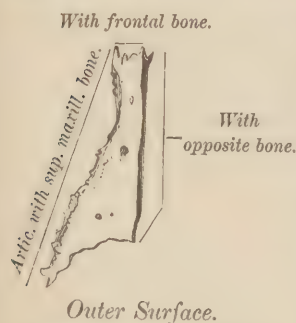 With frontal bone.
Artic. with sup. maxill. bone.
With
opposite bone.
Outer Surface.